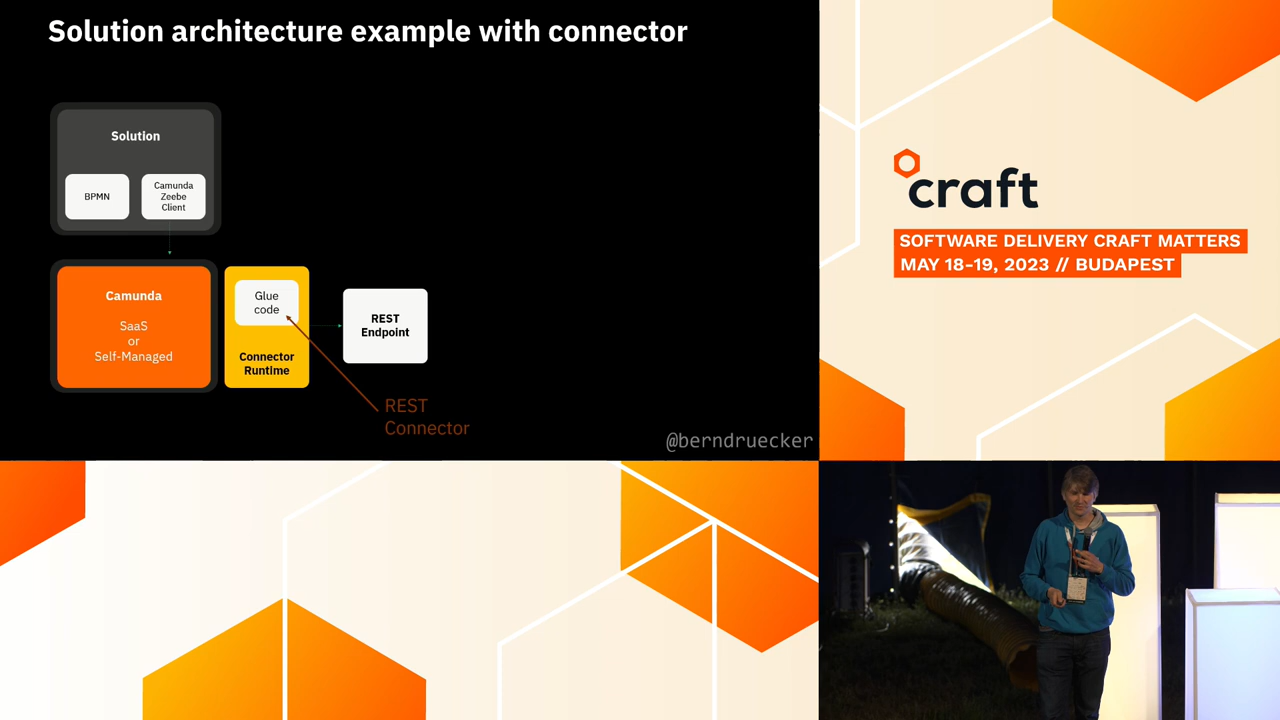 Solution architecture example with connector
Solution
BPMN
Camunda
Zeebe
Client
Camunda
SaaS
or
Self-Managed
Glue
code
Connector
Runtime
REST
Endpoint
REST
Connector
@berndruecker
craft
SOFTWARE DELIVERY CRAFT MATTERS
MAY 18-19, 2023 // BUDAPEST